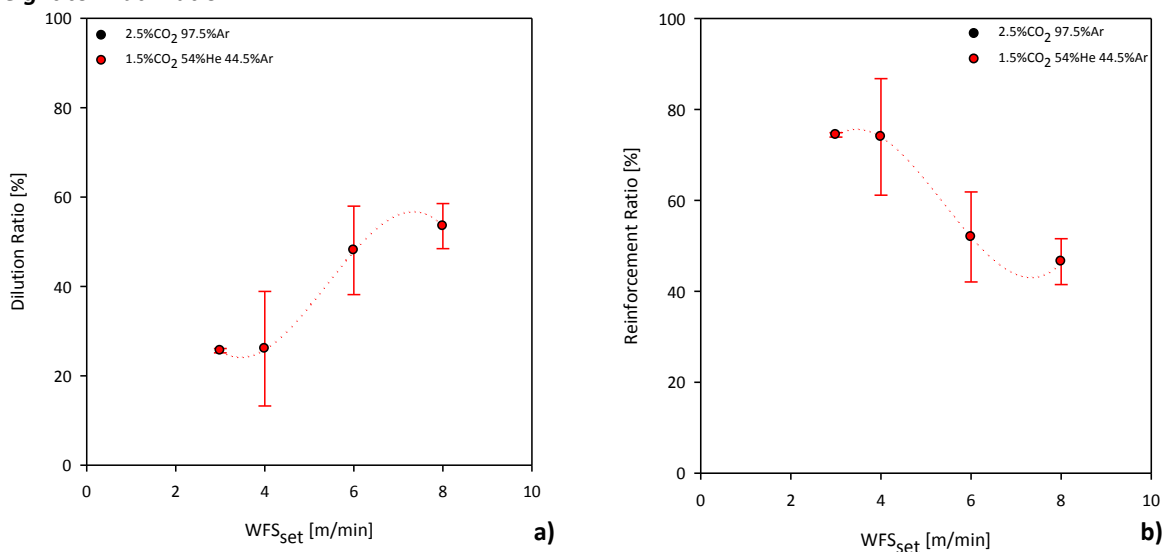 100
80
60
40
20
0
Dilution Ratio [%]
2.5%CO2 97.5%Ar
1.5%CO2 54%He 44.5%Ar
0 2 4 6 8 10
WFSset [m/min]
a)
100
80
60
40
20
0
Reinforcement Ratio [%]
2.5%CO2 97.5%Ar
1.5%CO2 54%He 44.5%Ar
0 2 4 6 8 10
WFSset [m/min]
b)